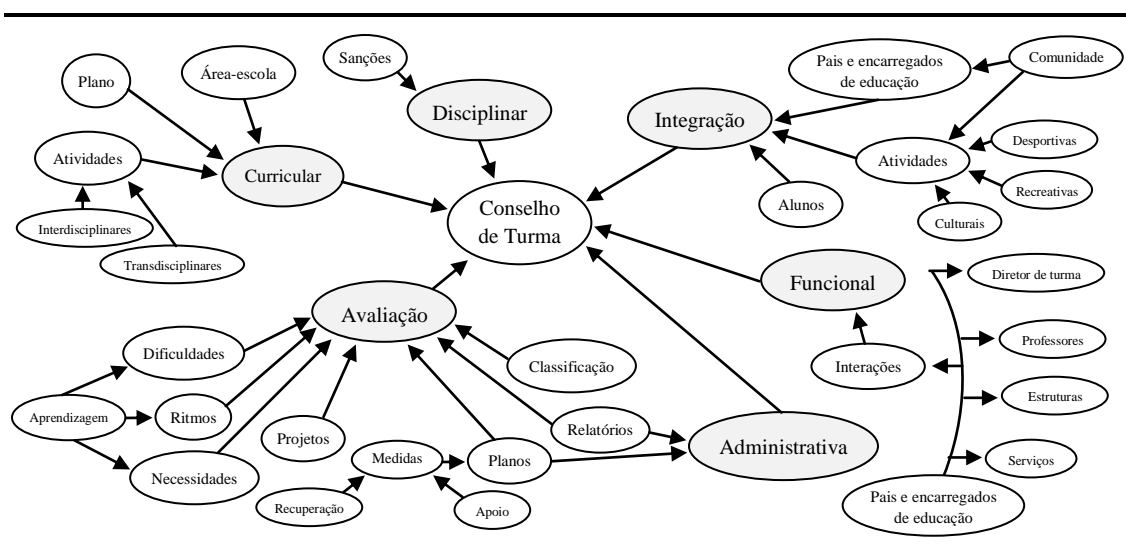 Sanções
Plano
Área-escola
Pais e encarregados
de educação
Comunidade
Disciplinar
Integração
Atividades
Curricular
Atividades
Desportivas
Recreativas
Alunos
Culturais
Conselho
de Turma
Interdisciplinares
Transdisciplinares
Funcional
Diretor de turma
Avaliação
Dificuldades
Classificação
Interações
Professores
Estruturas
Aprendizagem
Ritmos
Projetos
Relatórios
Administrativa
Medidas
Planos
Necessidades
Serviços
Recuperação
Apoio
Pais e encarregados
de educação